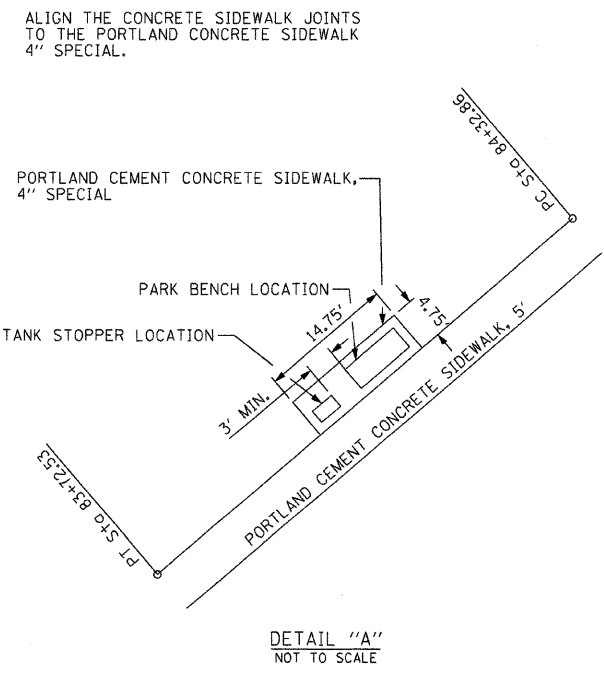 ALIGN THE CONCRETE SIDEWALK JOINTS
TO THE PORTLAND CONCRETE SIDEWALK
4" SPECIAL.
PC Sta 84+32.86
PORTLAND CEMENT CONCRETE SIDEWALK,
4" SPECIAL
PARK BENCH LOCATION
14.75'
4.75'
TANK STOPPER LOCATION
3' MIN.
PORTLAND CEMENT CONCRETE SIDEWALK, 5'
PT Sta 83+72.53
DETAIL "A"
NOT TO SCALE